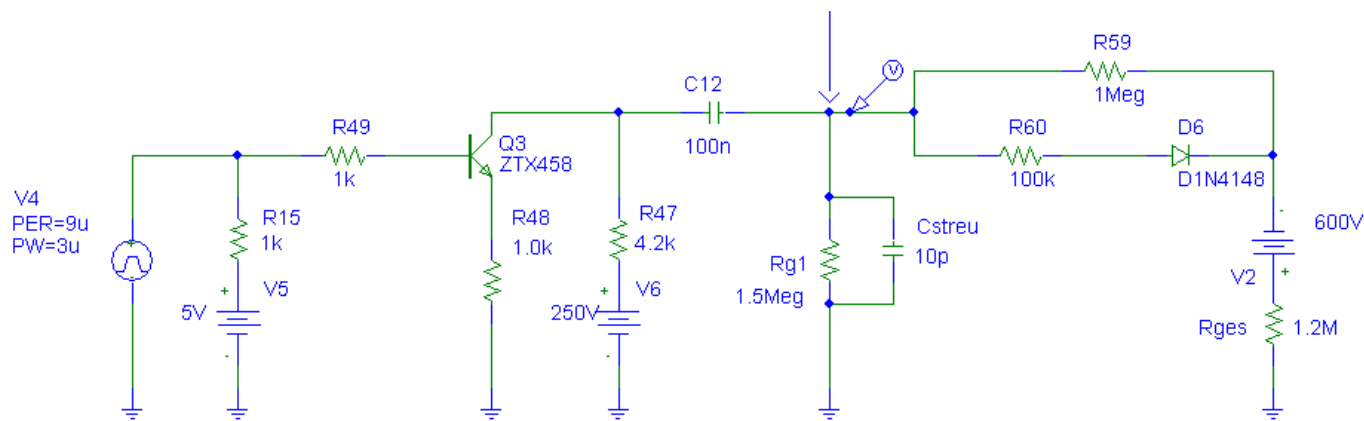 V4
PER=9u
PW=3u
R15
1k
5V
V5
+
-
R49
1k
Q3
ZTX458
R48
1.0k
R47
4.2k
250V
V6
+
-
C12
100n
V
Rg1
1.5Meg
Cstreu
10p
R59
1Meg
R60
100k
D6
D1N4148
-
600V
V2
+
Rges
1.2M